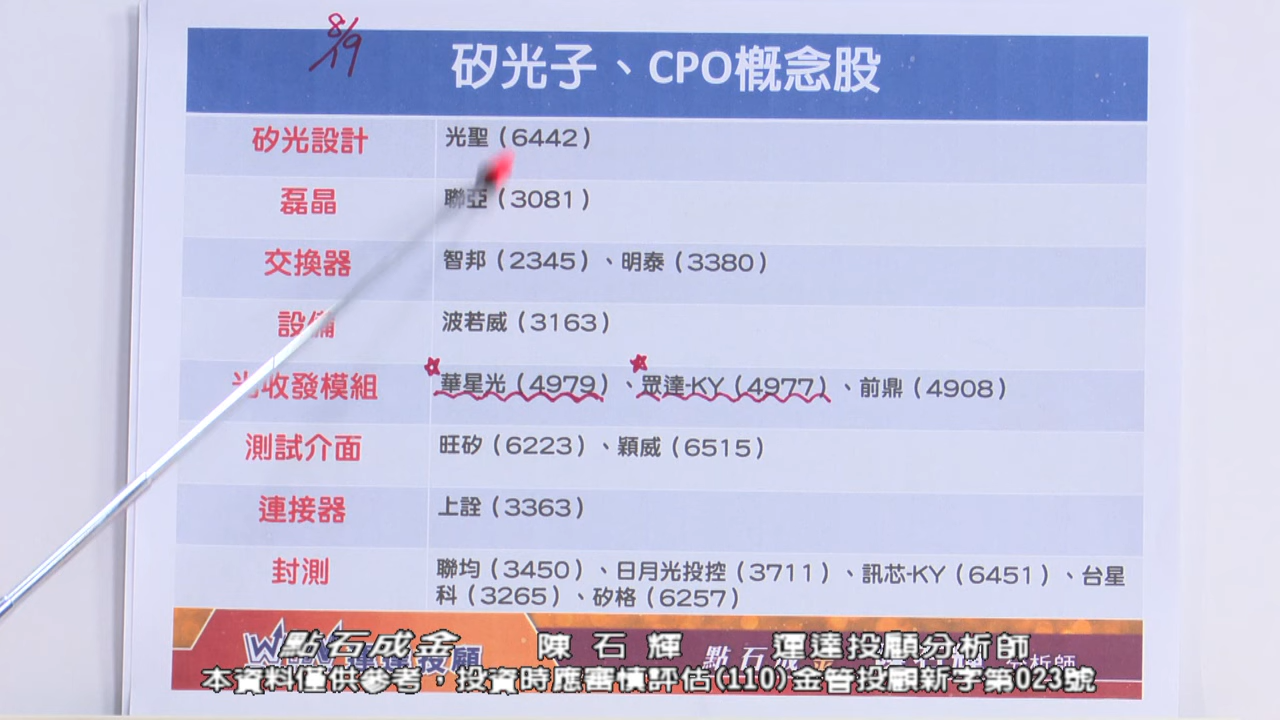 8/19
矽光子、CPO概念股
矽光設計 光聖（6442）
磊晶 聯亞（3081）
交換器 智邦（2345）、明泰（3380）
設備 波若威（3163）
光收發模組 華星光（4979）、眾達-KY（4977）、前鼎（4908）
測試介面 旺矽（6223）、穎威（6515）
連接器 上詮（3363）
封測 聯均（3450）、日月光投控（3711）、訊芯-KY（6451）、台星
科（3265）、矽格（6257）
點石成金 陳石輝 運達投顧分析師
本資料僅供參考，投資時應審慎評估(110)金管投顧新字第023號